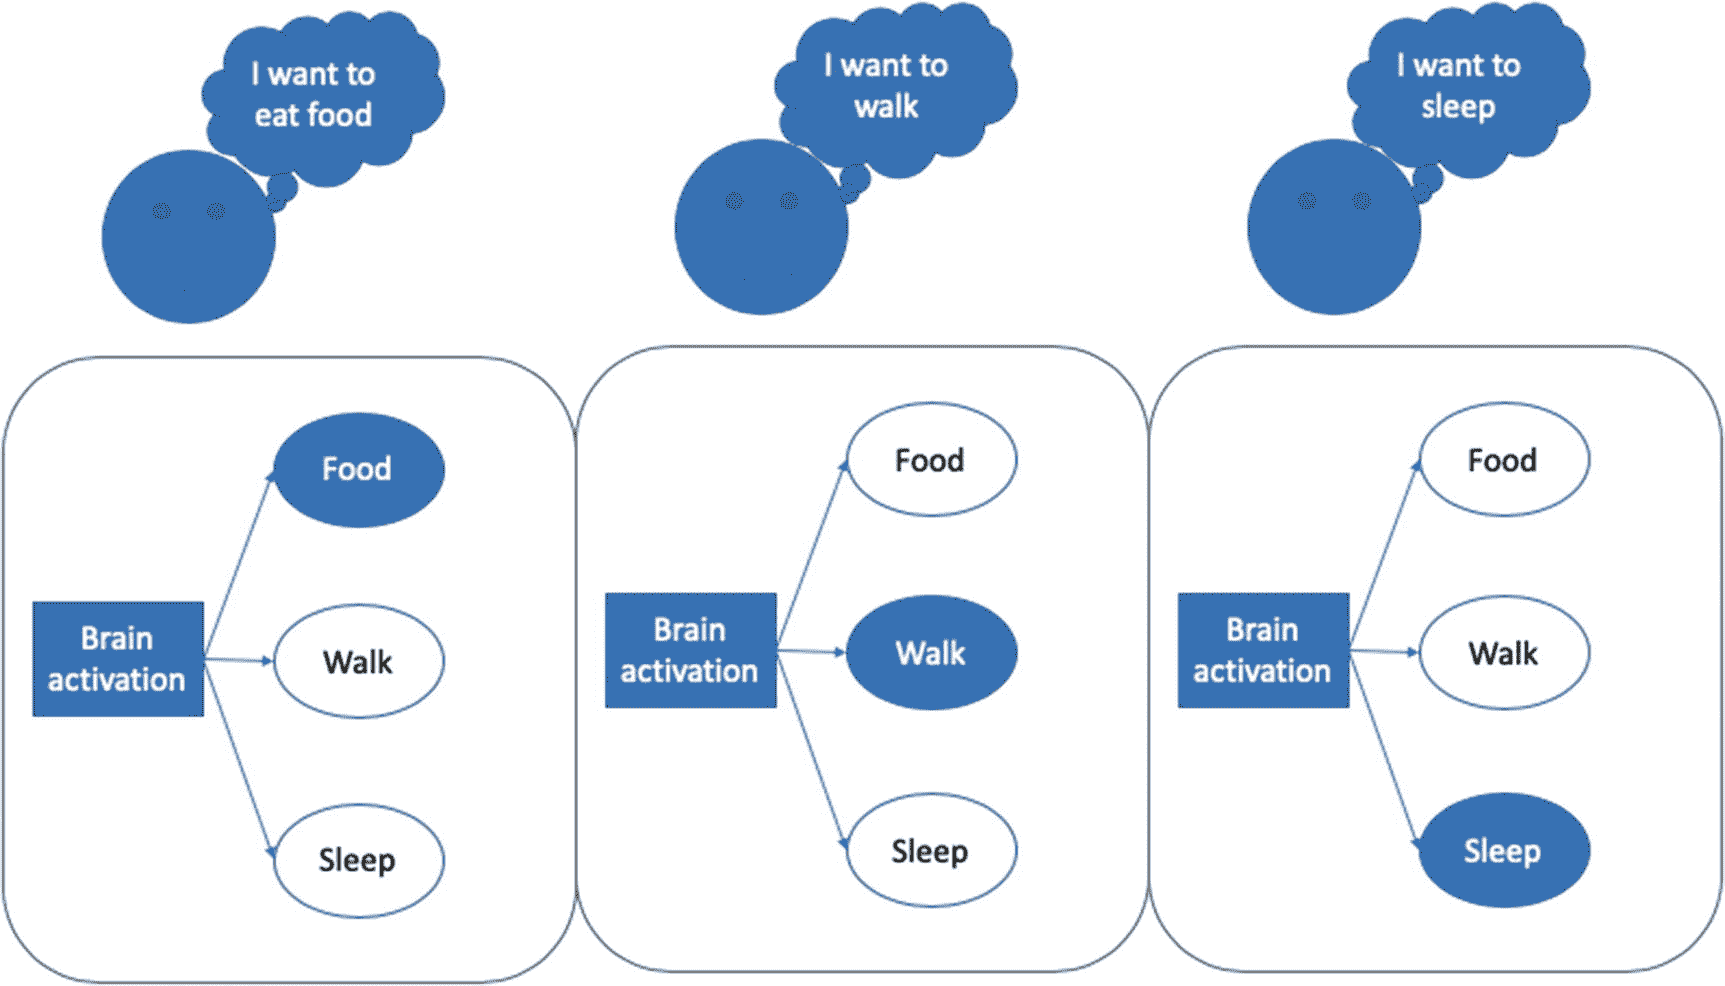 I want to
eat food
I want to
walk
I want to
sleep
Food
Brain
activation
Walk
Sleep
Food
Brain
activation
Walk
Sleep
Food
Brain
activation
Walk
Sleep